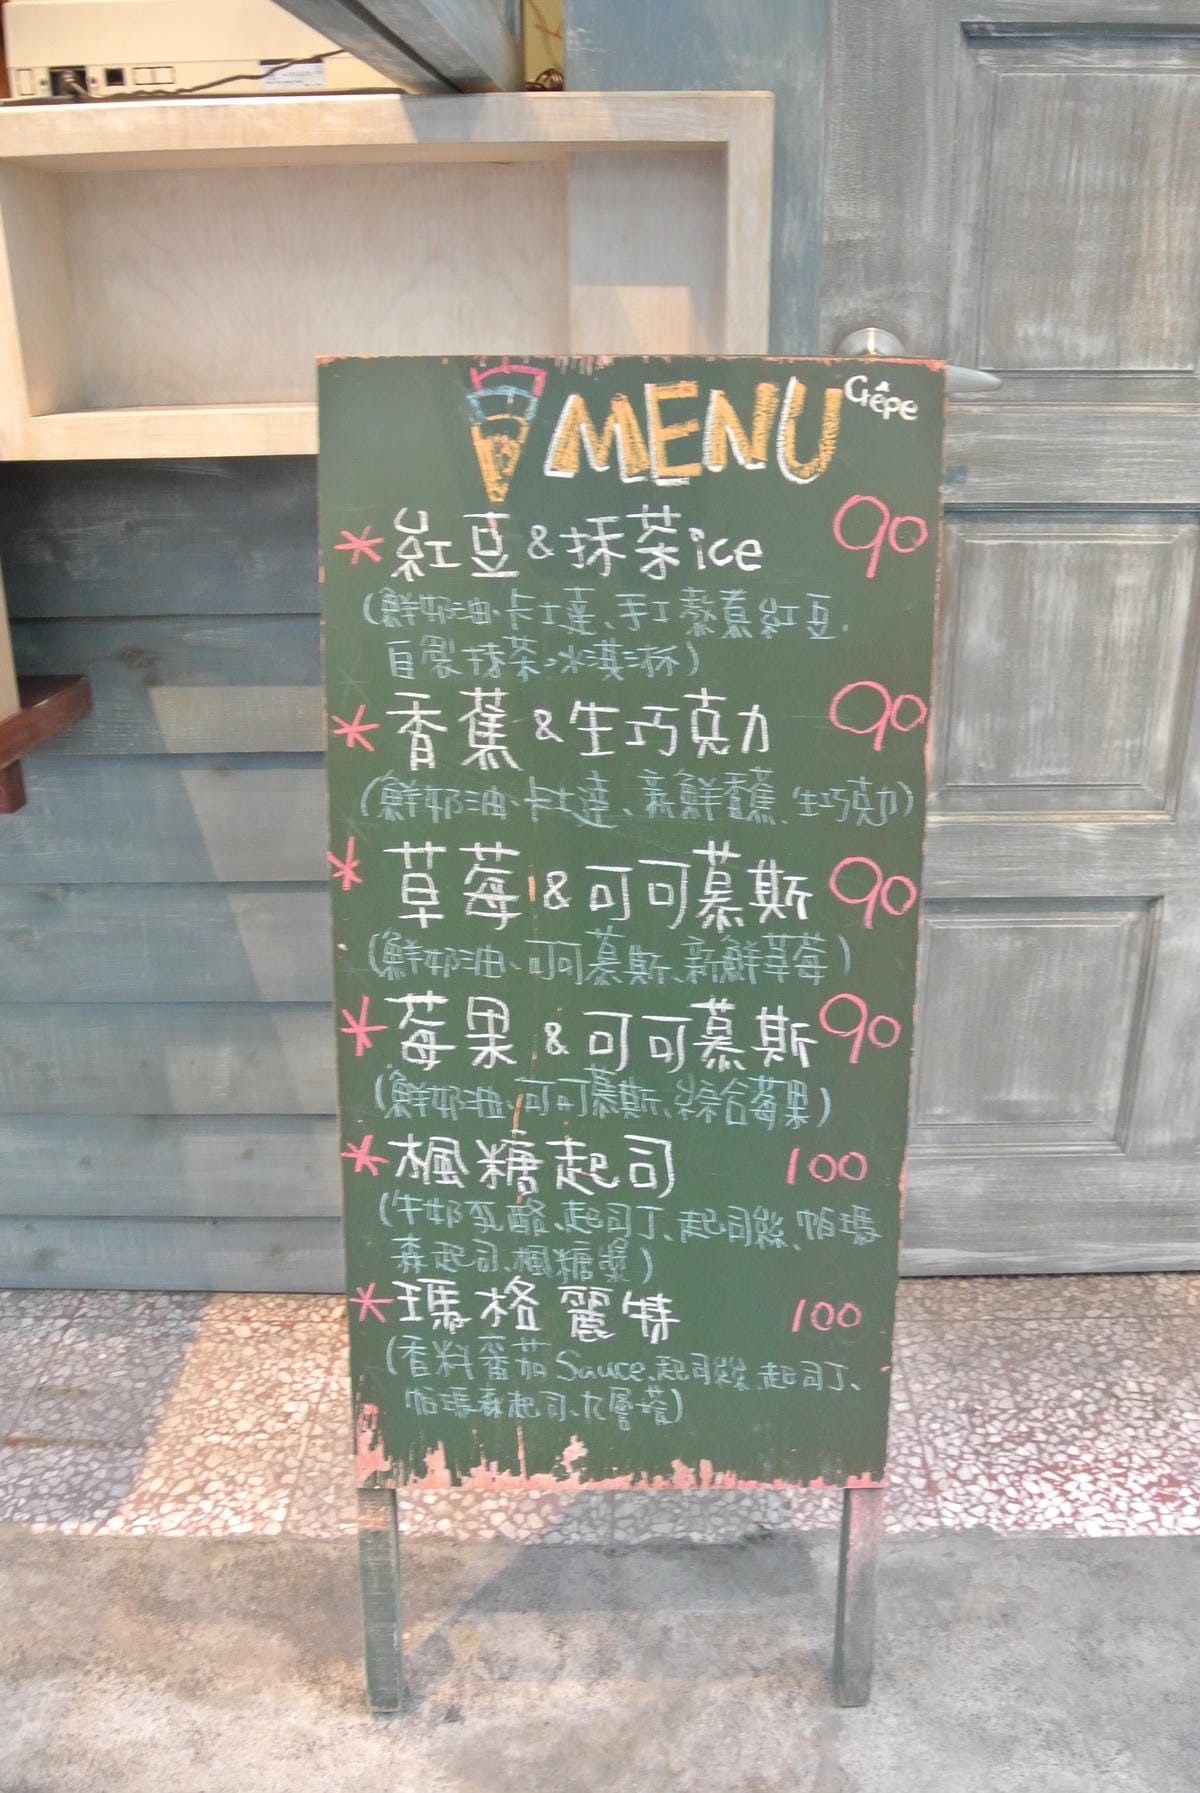 MENU Crêpe
*紅豆&抹茶ice 90
(鮮奶油、卡士達、手工熬煮紅豆,
自製抹茶冰淇淋)
*香蕉&生巧克力 90
(鮮奶油、卡士達、新鮮香蕉、生巧克力)
*草莓&可可慕斯 90
(鮮奶油、可可慕斯、新鮮草莓)
*莓果&可可慕斯 90
(鮮奶油、可可慕斯、綜合莓果)
*楓糖起司 100
(牛奶乳酪、起司丁、起司絲、帕瑪
森起司、楓糖漿)
*瑪格麗特 100
(香料蕃茄Sauce、起司絲、起司丁、
帕瑪森起司、九層塔)